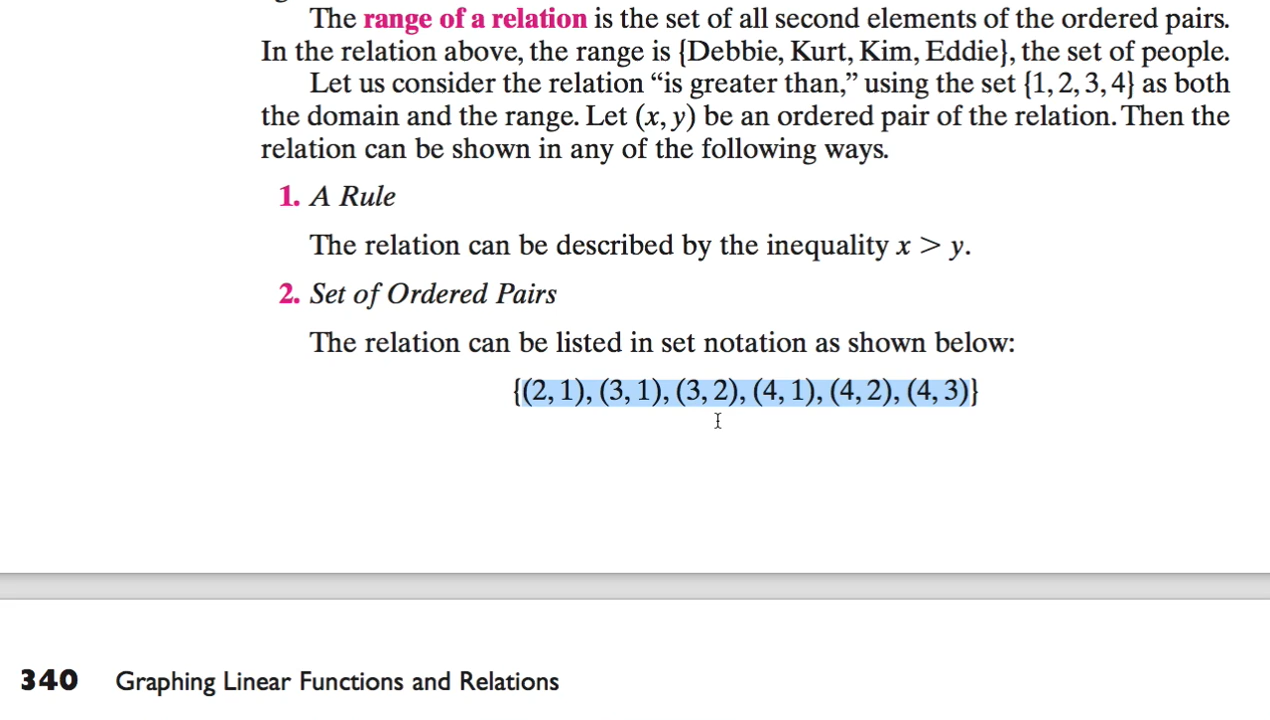 The range of a relation is the set of all second elements of the ordered pairs.
In the relation above, the range is {Debbie, Kurt, Kim, Eddie}, the set of people.
Let us consider the relation “is greater than,” using the set {1, 2, 3, 4} as both
the domain and the range. Let (x, y) be an ordered pair of the relation. Then the
relation can be shown in any of the following ways.
1. A Rule
The relation can be described by the inequality x > y.
2. Set of Ordered Pairs
The relation can be listed in set notation as shown below:
{(2, 1), (3, 1), (3, 2), (4, 1), (4, 2), (4, 3)}
340 Graphing Linear Functions and Relations